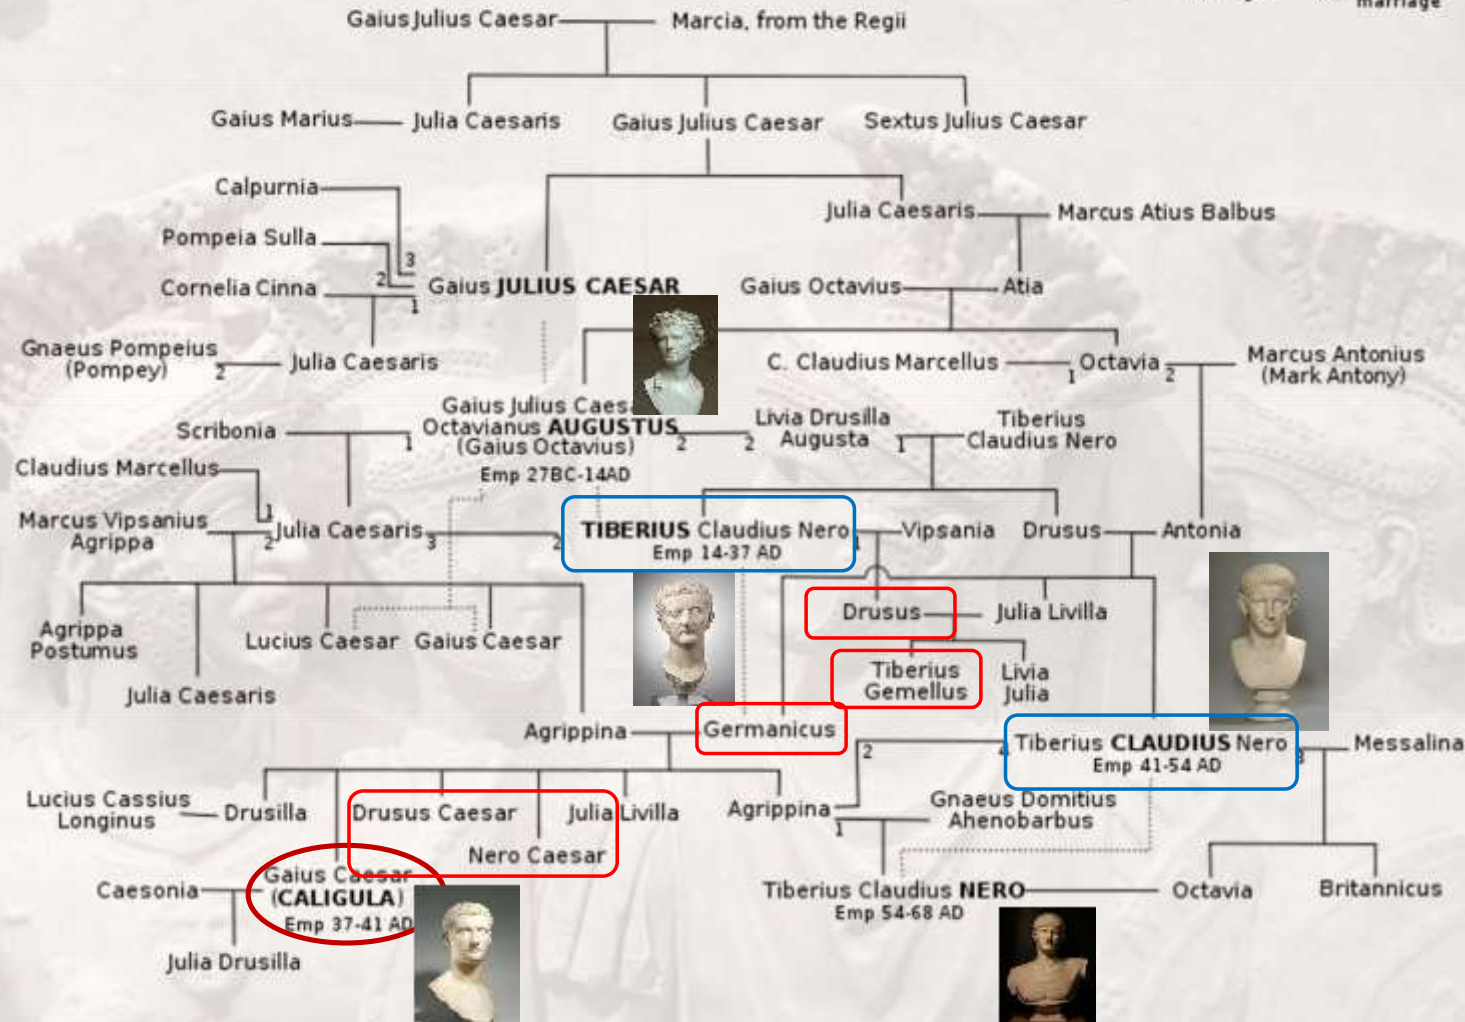 marriage
Gaius Julius Caesar
Marcia, from the Regii
Gaius Marius
Julia Caesaris
Gaius Julius Caesar
Sextus Julius Caesar
Calpurnia
Julia Caesaris
Marcus Atius Balbus
Pompeia Sulla
3
2
Cornelia Cinna
1
Gaius JULIUS CAESAR
Gaius Octavius
Atia
Gnaeus Pompeius
(Pompey)
2
Julia Caesaris
C. Claudius Marcellus
1
Octavia
2
Marcus Antonius
(Mark Antony)
Scribonia
1
Gaius Julius Caesa
Octavianus AUGUSTUS
(Gaius Octavius)
Emp 27BC-14AD
2
2
Livia Drusilla
Augusta
1
Tiberius
Claudius Nero
Claudius Marcellus
1
Marcus Vipsanius
Agrippa
2
Julia Caesaris
3
2
TIBERIUS Claudius Nero
Emp 14-37 AD
1
Vipsania
Drusus
Antonia
Drusus
Julia Livilla
Agrippa
Postumus
Lucius Caesar
Gaius Caesar
Tiberius
Gemellus
Livia
Julia
Julia Caesaris
Agrippina
Germanicus
2
4
Tiberius CLAUDIUS Nero
Emp 41-54 AD
3
Messalina
Lucius Cassius
Longinus
Drusilla
Drusus Caesar
Julia Livilla
Agrippina
1
Gnaeus Domitius
Ahenobarbus
Nero Caesar
Caesonia
Gaius Caesar
(CALIGULA)
Emp 37-41 AD
Tiberius Claudius NERO
Emp 54-68 AD
Octavia
Britannicus
Julia Drusilla